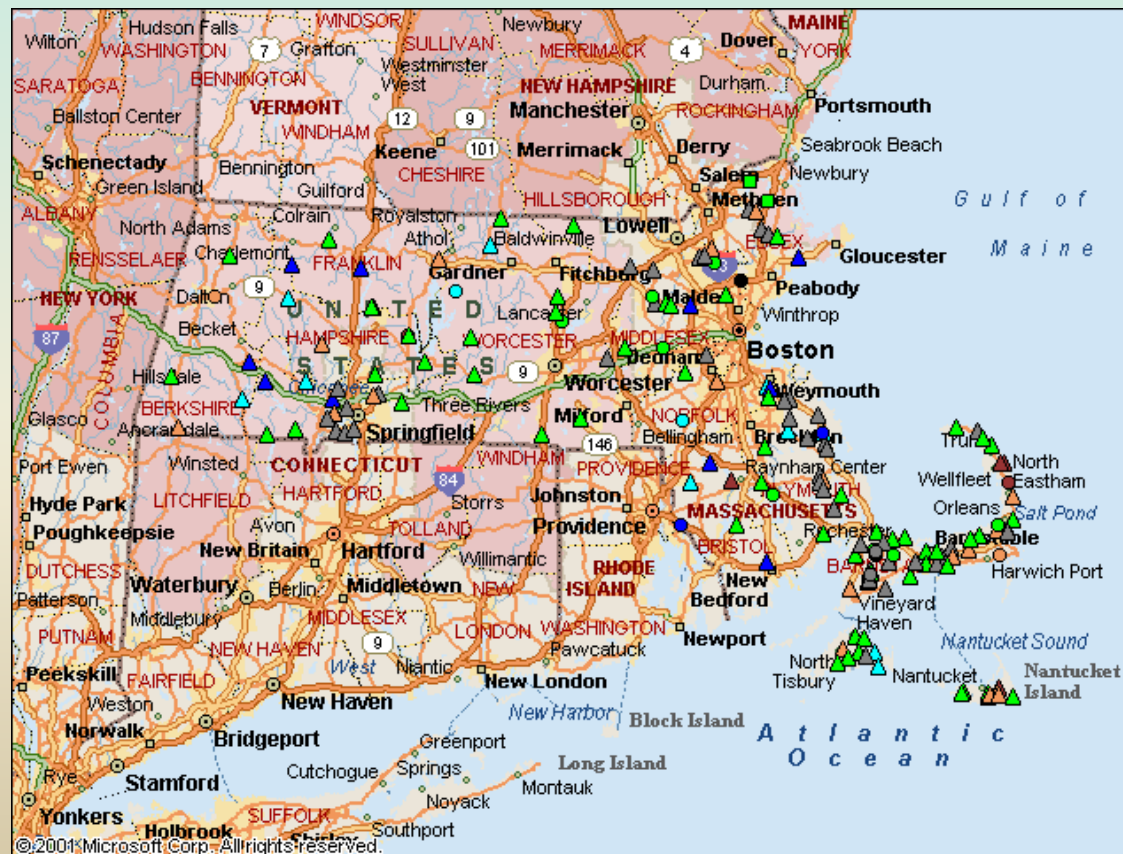 Hudson Falls
WINDSOR
Newbury
MAINE
Wilton
WASHINGTON
7
Grafton
SULLIVAN
MERRIMACK
4
Dover
YORK
SARATOGA
BENNINGTON
Westminster
West
NEW HAMPSHIRE
Durham
Ballston Center
VERMONT
WINDHAM
12
9
Manchester
ROCKINGHAM
Portsmouth
Schenectady
Keene
101
Merrimack
Derry
Seabrook Beach
Green Island
Bennington
Guilford
CHESHIRE
Salem
Newbury
ALBANY
North Adams
Colrain
Royalston
HILLSBOROUGH
Methuen
Gulf of
Maine
RENSSELAER
Charlemont
FRANKLIN
Athol
Baldwinville
Lowell
ESSEX
Gloucester
Gardner
Fitchburg
NEW YORK
Dalton
9
Peabody
UNITED
Lancaster
Winthrop
87
COLUMBIA
Becket
HAMPSHIRE
WORCESTER
MIDDLESEX
Boston
STATES
9
Hillsdale
Worcester
Weymouth
BERKSHIRE
Glasco
Three Rivers
Milford
NORFOLK
Springfield
146
Bellingham
Brockton
Truro
Port Ewen
Winsted
CONNECTICUT
WINDHAM
PROVIDENCE
Raynham Center
Wellfleet
North
Eastham
LITCHFIELD
HARTFORD
84
Storrs
Johnston
PLYMOUTH
Orleans
Salt Pond
Hyde Park
Poughkeepsie
Avon
TOLLAND
Providence
MASSACHUSETTS
Rochester
Barnstable
New Britain
Hartford
Willimantic
BRISTOL
DUTCHESS
Waterbury
Berlin
Middletown
NEW
RHODE
ISLAND
New
Bedford
Harwich Port
Patterson
Middlebury
MIDDLESEX
LONDON
WASHINGTON
Newport
Vineyard
Haven
PUTNAM
NEW HAVEN
9
Pawcatuck
Nantucket Sound
Peekskill
FAIRFIELD
West
Niantic
New London
North
Tisbury
Nantucket
Nantucket
Island
Weston
New Haven
New Harbor
Block Island
Norwalk
Bridgeport
Atlantic
Ocean
Greenport
Rye
Stamford
Cutchogue
Springs
Long Island
Montauk
Yonkers
SUFFOLK
Noyack
Holbrook
Shirley
Southport
© 2001 Microsoft Corp. All rights reserved.